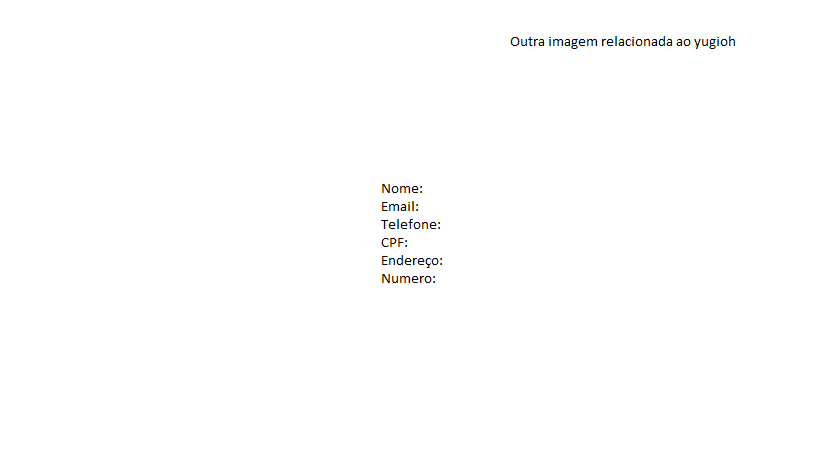 Outra imagem relacionada ao yugioh
Nome:
Email:
Telefone:
CPF:
Endereço:
Numero: